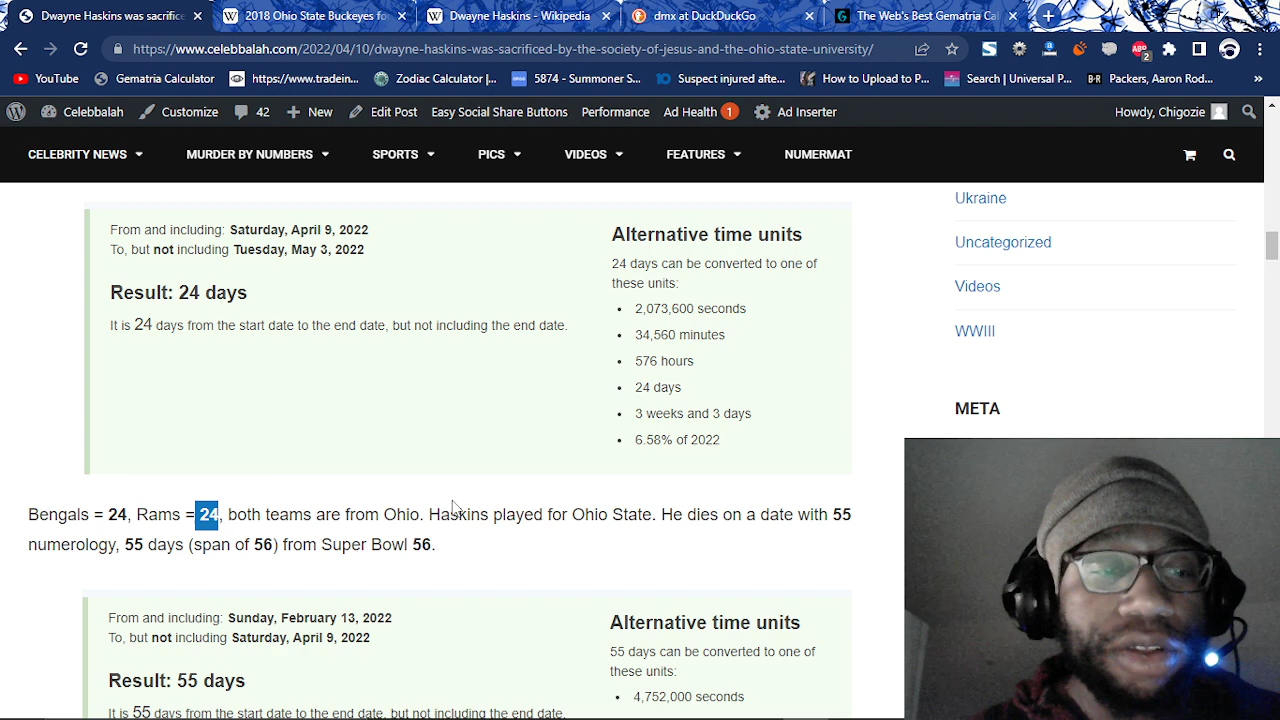 Dwayne Haskins was sacrific
2018 Ohio State Buckeyes fo
Dwayne Haskins - Wikipedia
dmx at DuckDuckGo
The Web's Best Gematria Cal
https://www.celebbalah.com/2022/04/10/dwayne-haskins-was-sacrificed-by-the-society-of-jesus-and-the-ohio-state-university/
YouTube
Gematria Calculator
https://www.tradein...
Zodiac Calculator |...
5874 - Summoner S...
Suspect injured afte...
How to Upload to P...
Search | Universal P...
Packers, Aaron Rod...
Celebbalah
Customize
42
New
Edit Post
Easy Social Share Buttons
Performance
Ad Health 1
Ad Inserter
Howdy, Chigozie
CELEBRITY NEWS
MURDER BY NUMBERS
SPORTS
PICS
VIDEOS
FEATURES
NUMERMAT
From and including: Saturday, April 9, 2022
To, but not including Tuesday, May 3, 2022
Result: 24 days
It is 24 days from the start date to the end date, but not including the end date.
Alternative time units
24 days can be converted to one of
these units:
• 2,073,600 seconds
• 34,560 minutes
• 576 hours
• 24 days
• 3 weeks and 3 days
• 6.58% of 2022
Ukraine
Uncategorized
Videos
WWIII
META
Bengals = 24, Rams = 24, both teams are from Ohio. Haskins played for Ohio State. He dies on a date with 55
numerology, 55 days (span of 56) from Super Bowl 56.
From and including: Sunday, February 13, 2022
To, but not including Saturday, April 9, 2022
Result: 55 days
It is 55 days from the start date to the end date, but not including the end date.
Alternative time units
55 days can be converted to one of
these units:
• 4,752,000 seconds